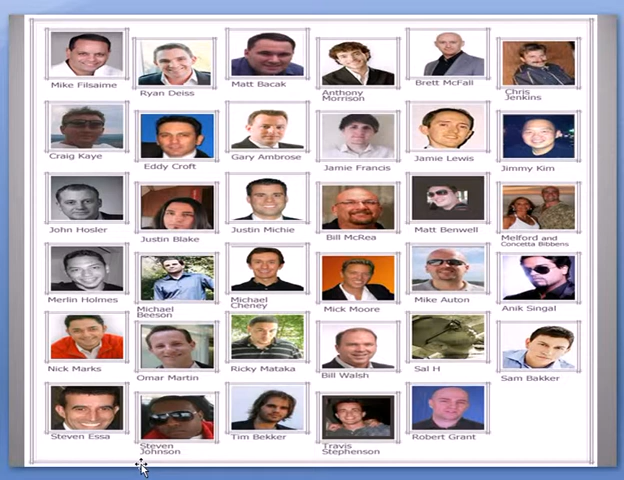 Mike Filsaime
Ryan Deiss
Matt Bacak
Anthony
Morrison
Brett McFall
Chris
Jenkins
Craig Kaye
Eddy Croft
Gary Ambrose
Jamie Francis
Jamie Lewis
Jimmy Kim
John Hosler
Justin Blake
Justin Michie
Bill McRea
Matt Benwell
Melford and
Concetta Bibbens
Merlin Holmes
Michael
Beeson
Michael
Cheney
Mick Moore
Mike Auton
Anik Singal
Nick Marks
Omar Martin
Ricky Mataka
Bill Walsh
Sal H
Sam Bakker
Steven Essa
Steven
Johnson
Tim Bekker
Travis
Stephenson
Robert Grant